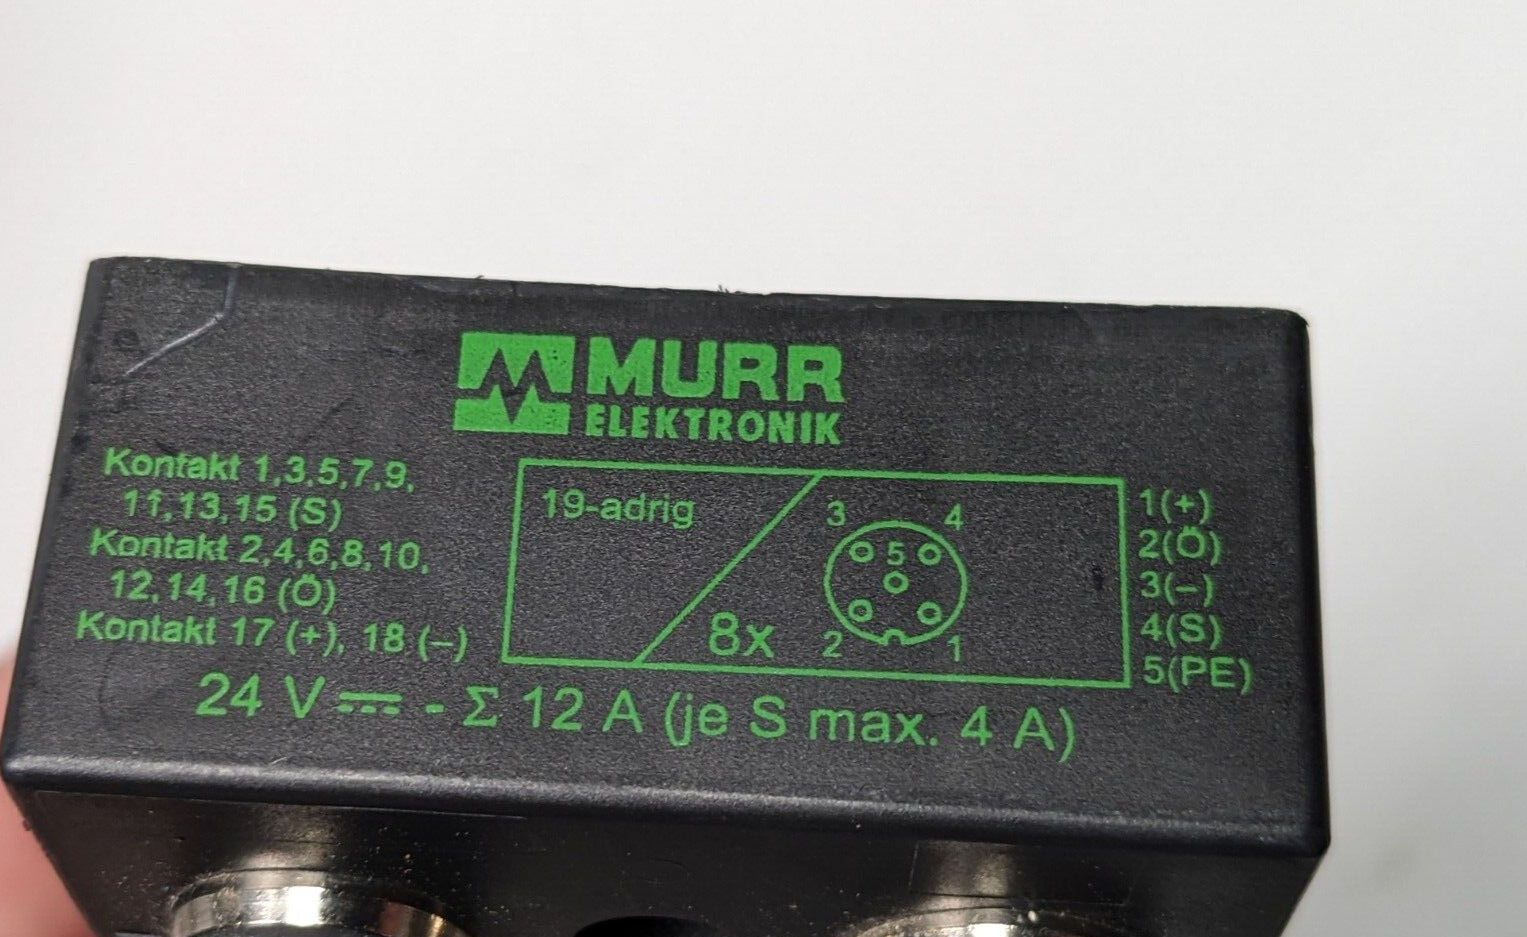 MURR
ELEKTRONIK
Kontakt 1,3,5,7,9,
11,13,15 (S)
Kontakt 2,4,6,8,10,
12,14,16 (Ö)
Kontakt 17 (+), 18 (–)
19-adrig
8x
3 4
5
2 1
1(+)
2(Ö)
3(–)
4(S)
5(PE)
24 V ⎓ - Σ 12 A (je S max. 4 A)